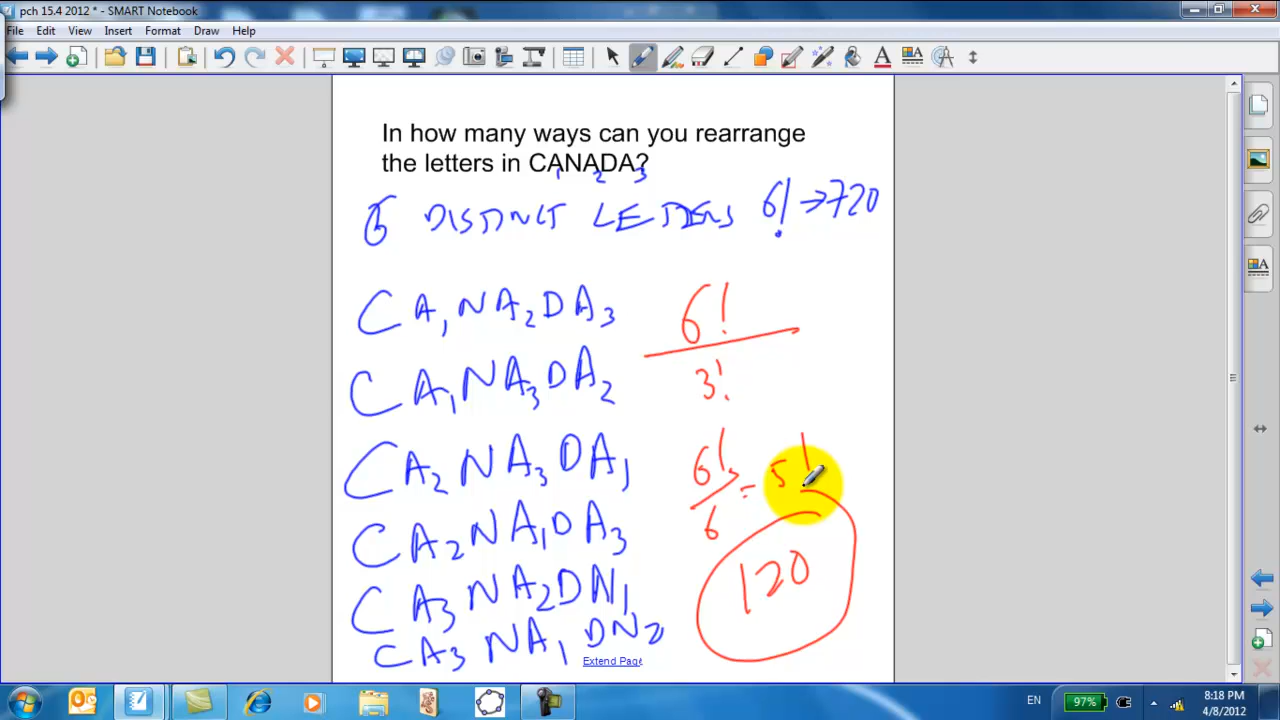 pch 15.4 2012 * - SMART Notebook
File Edit View Insert Format Draw Help
In how many ways can you rearrange
the letters in CANADA?
1 2 3
6 DISTINCT LETTERS 6! → 720
CA1NA2DA3
6!
3!
CA1NA3DA2
CA2NA3DA1
6!
6
= 5!
CA2NA1DA3
120
CA3NA2DN1
CA3NA1DN2
Extend Page
EN 97% 8:18 PM
4/8/2012